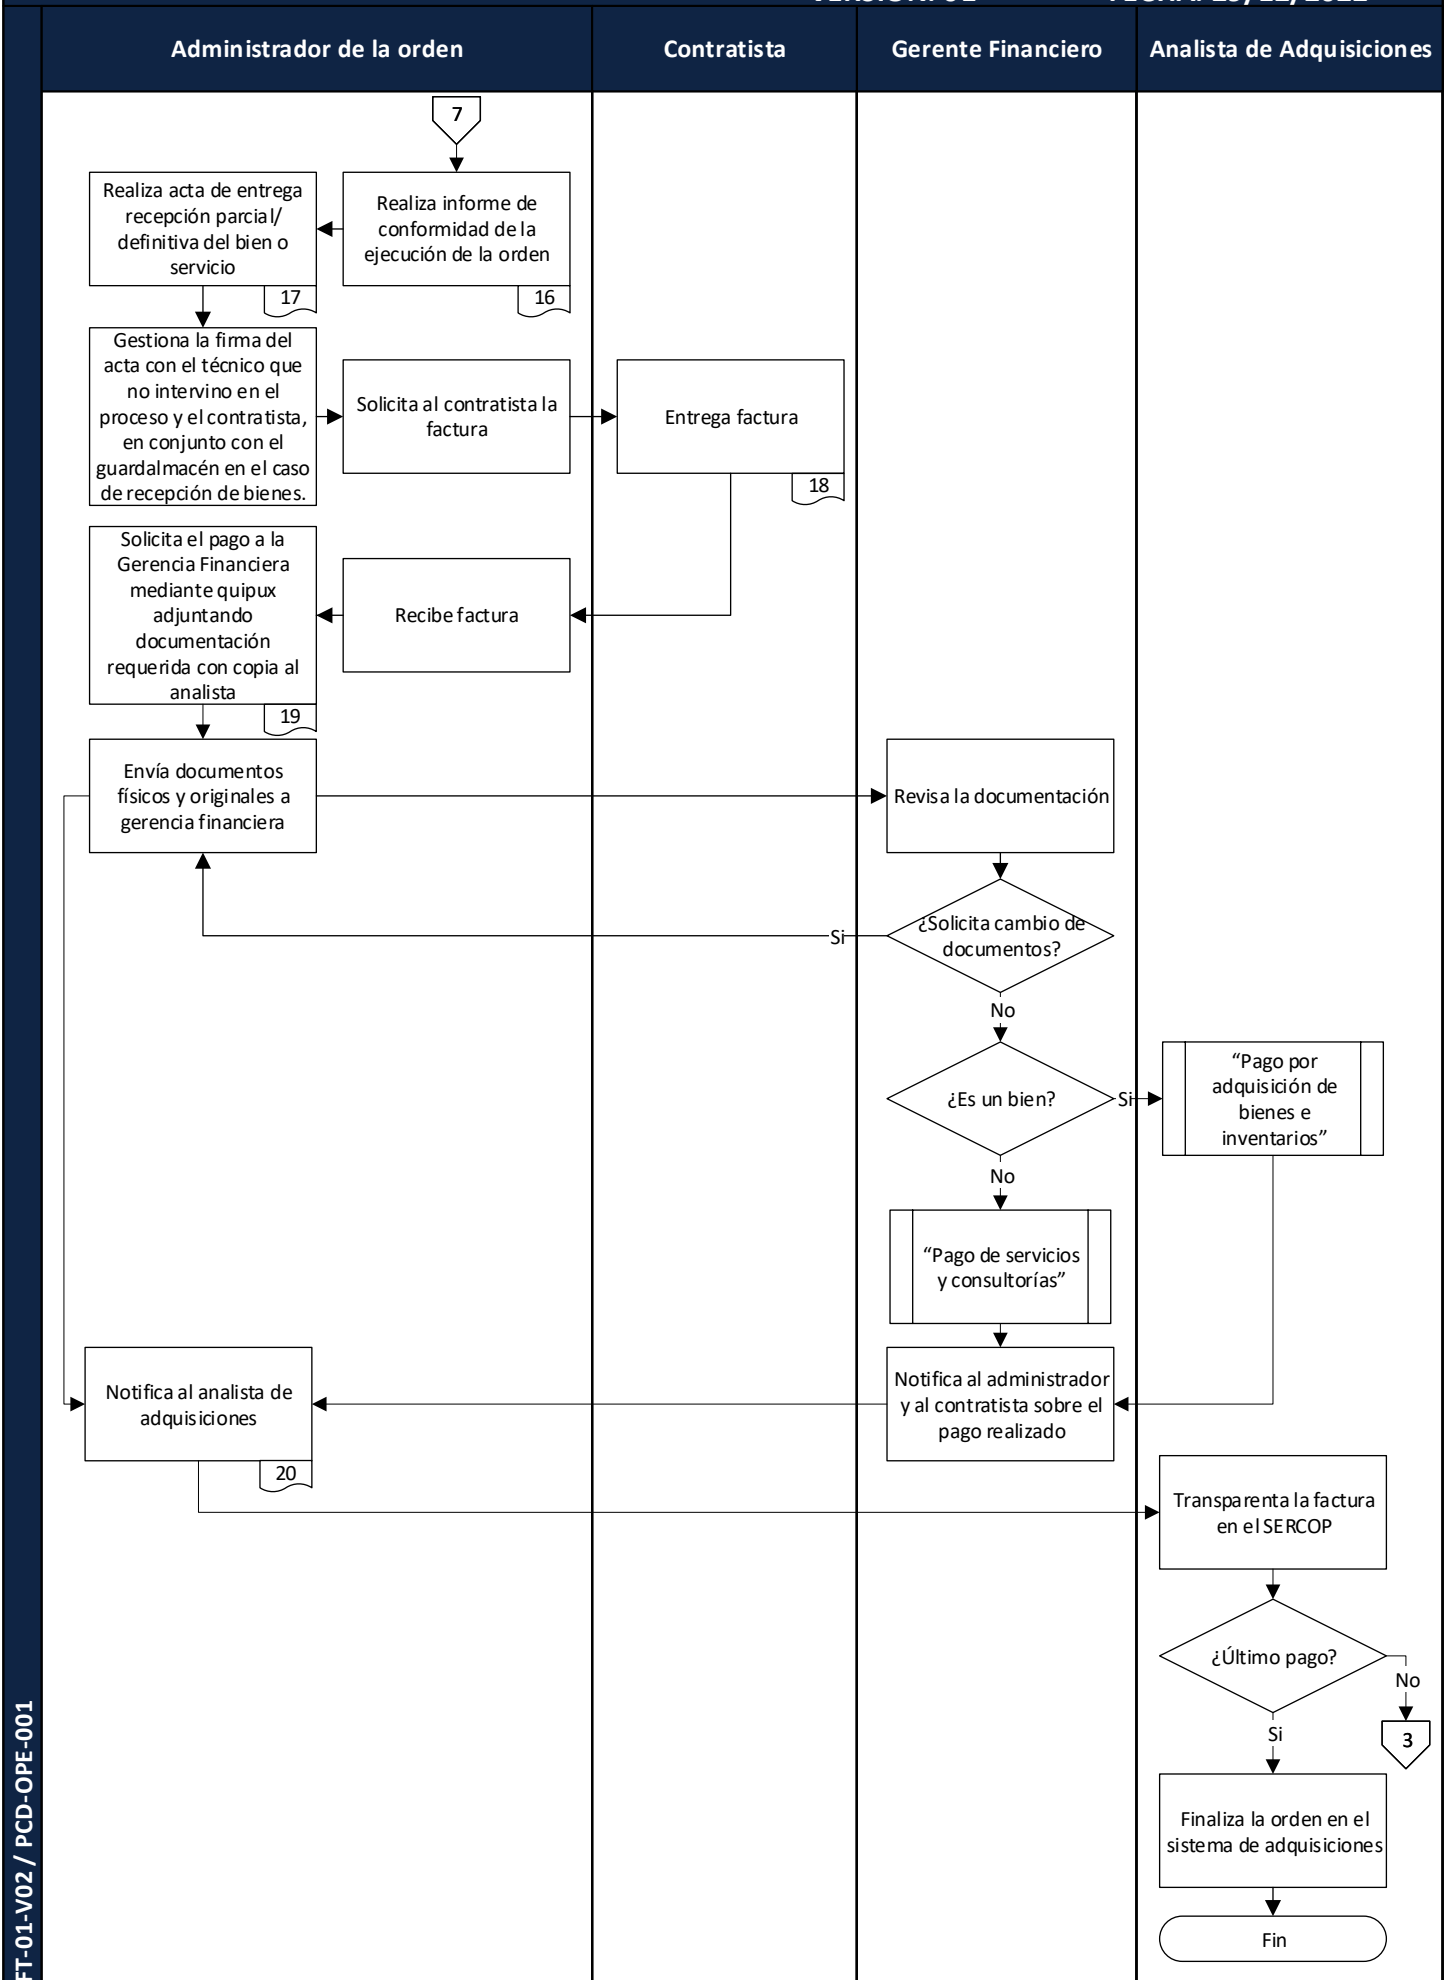 Administrador de la orden
Contratista
Gerente Financiero
Analista de Adquisiciones
7
Realiza acta de entrega
recepción parcial/
definitiva del bien o
servicio
17
Realiza informe de
conformidad de la
ejecución de la orden
16
Gestiona la firma del
acta con el técnico que
no intervino en el
proceso y el contratista,
en conjunto con el
guardalmacén en el caso
de recepción de bienes.
Solicita al contratista la
factura
Entrega factura
18
Solicita el pago a la
Gerencia Financiera
mediante quipux
adjuntando
documentación
requerida con copia al
analista
19
Recibe factura
Envía documentos
físicos y originales a
gerencia financiera
Revisa la documentación
¿Solicita cambio de
documentos?
Si
No
¿Es un bien?
Si
"Pago por
adquisición de
bienes e
inventarios"
No
"Pago de servicios
y consultorías"
Notifica al analista de
adquisiciones
20
Notifica al administrador
y al contratista sobre el
pago realizado
Transparenta la factura
en el SERCOP
¿Último pago?
No
3
Si
Finaliza la orden en el
sistema de adquisiciones
Fin
FT-01-V02 / PCD-OPE-001